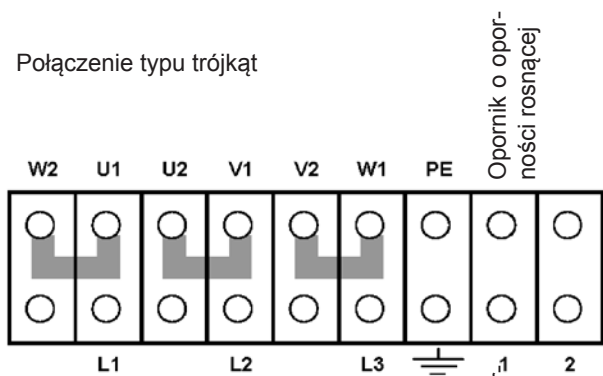 Połączenie typu trójkąt
Opornik o opor-
ności rosnącej
W2 U1 U2 V1 V2 W1 PE
L1 L2 L3 1 2